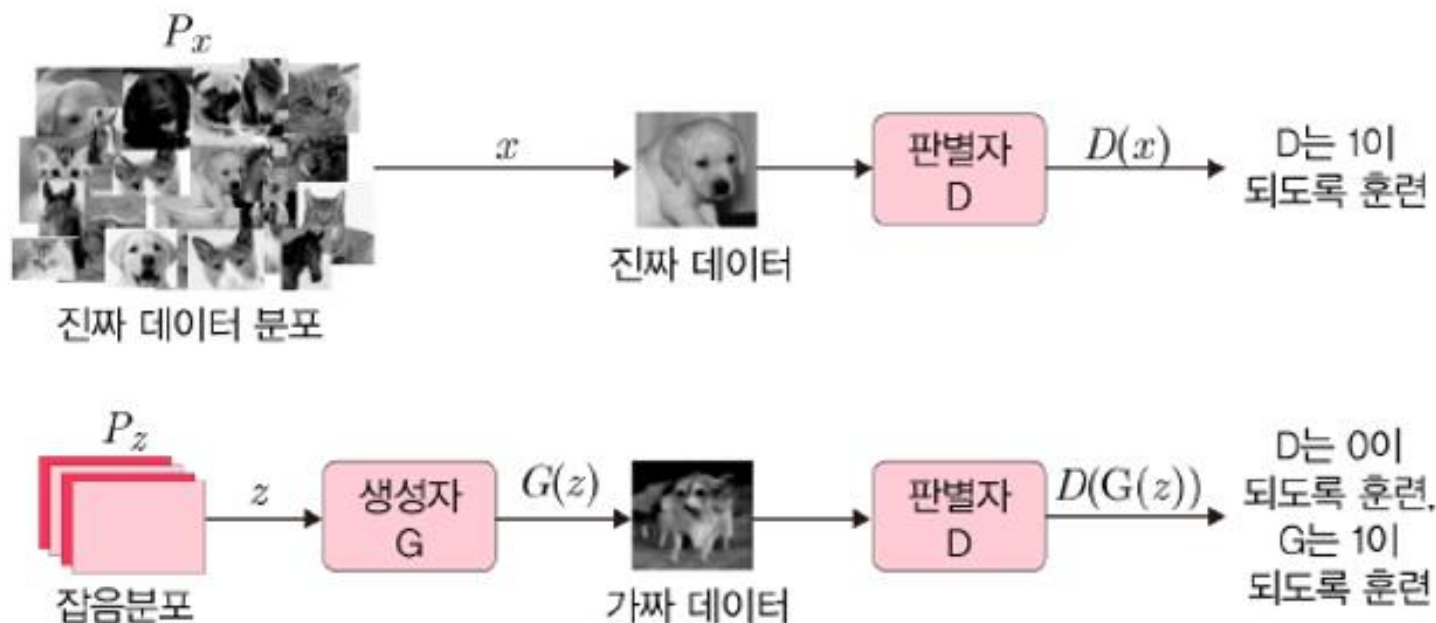 P_x
x
판별자
D
D(x)
D는 1이
되도록 훈련
진짜 데이터
진짜 데이터 분포
P_z
z
생성자
G
G(z)
판별자
D
D(G(z))
D는 0이
되도록 훈련,
G는 1이
되도록 훈련
잡음분포
가짜 데이터